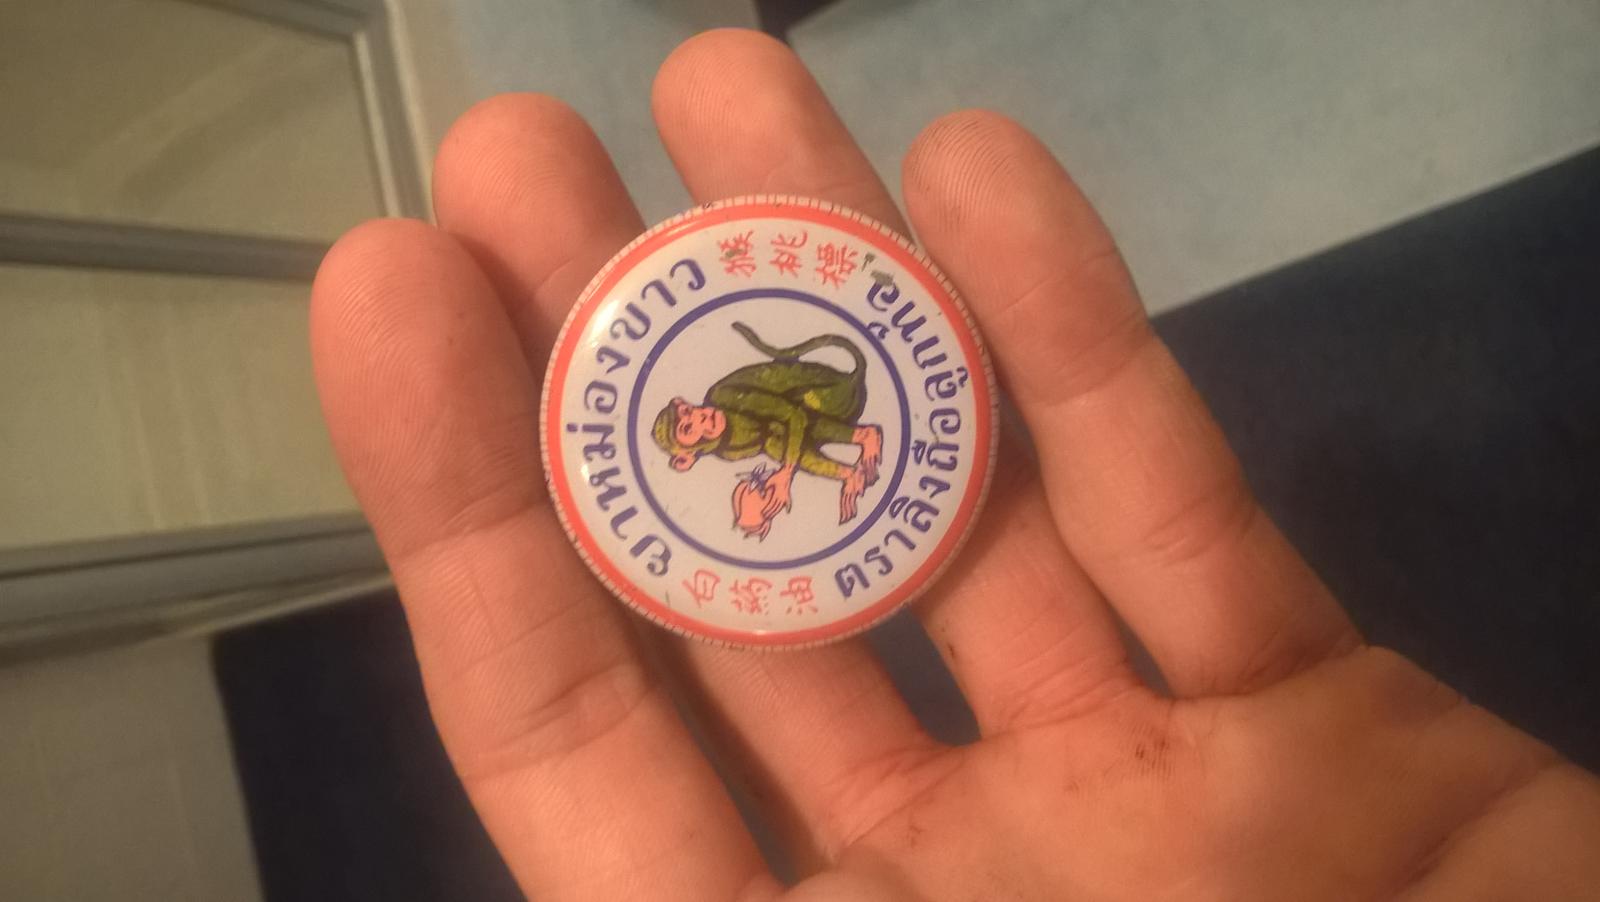 ยาหม่องขาว
猴桃標
ตราลิงถือลูกท้อ
白药油